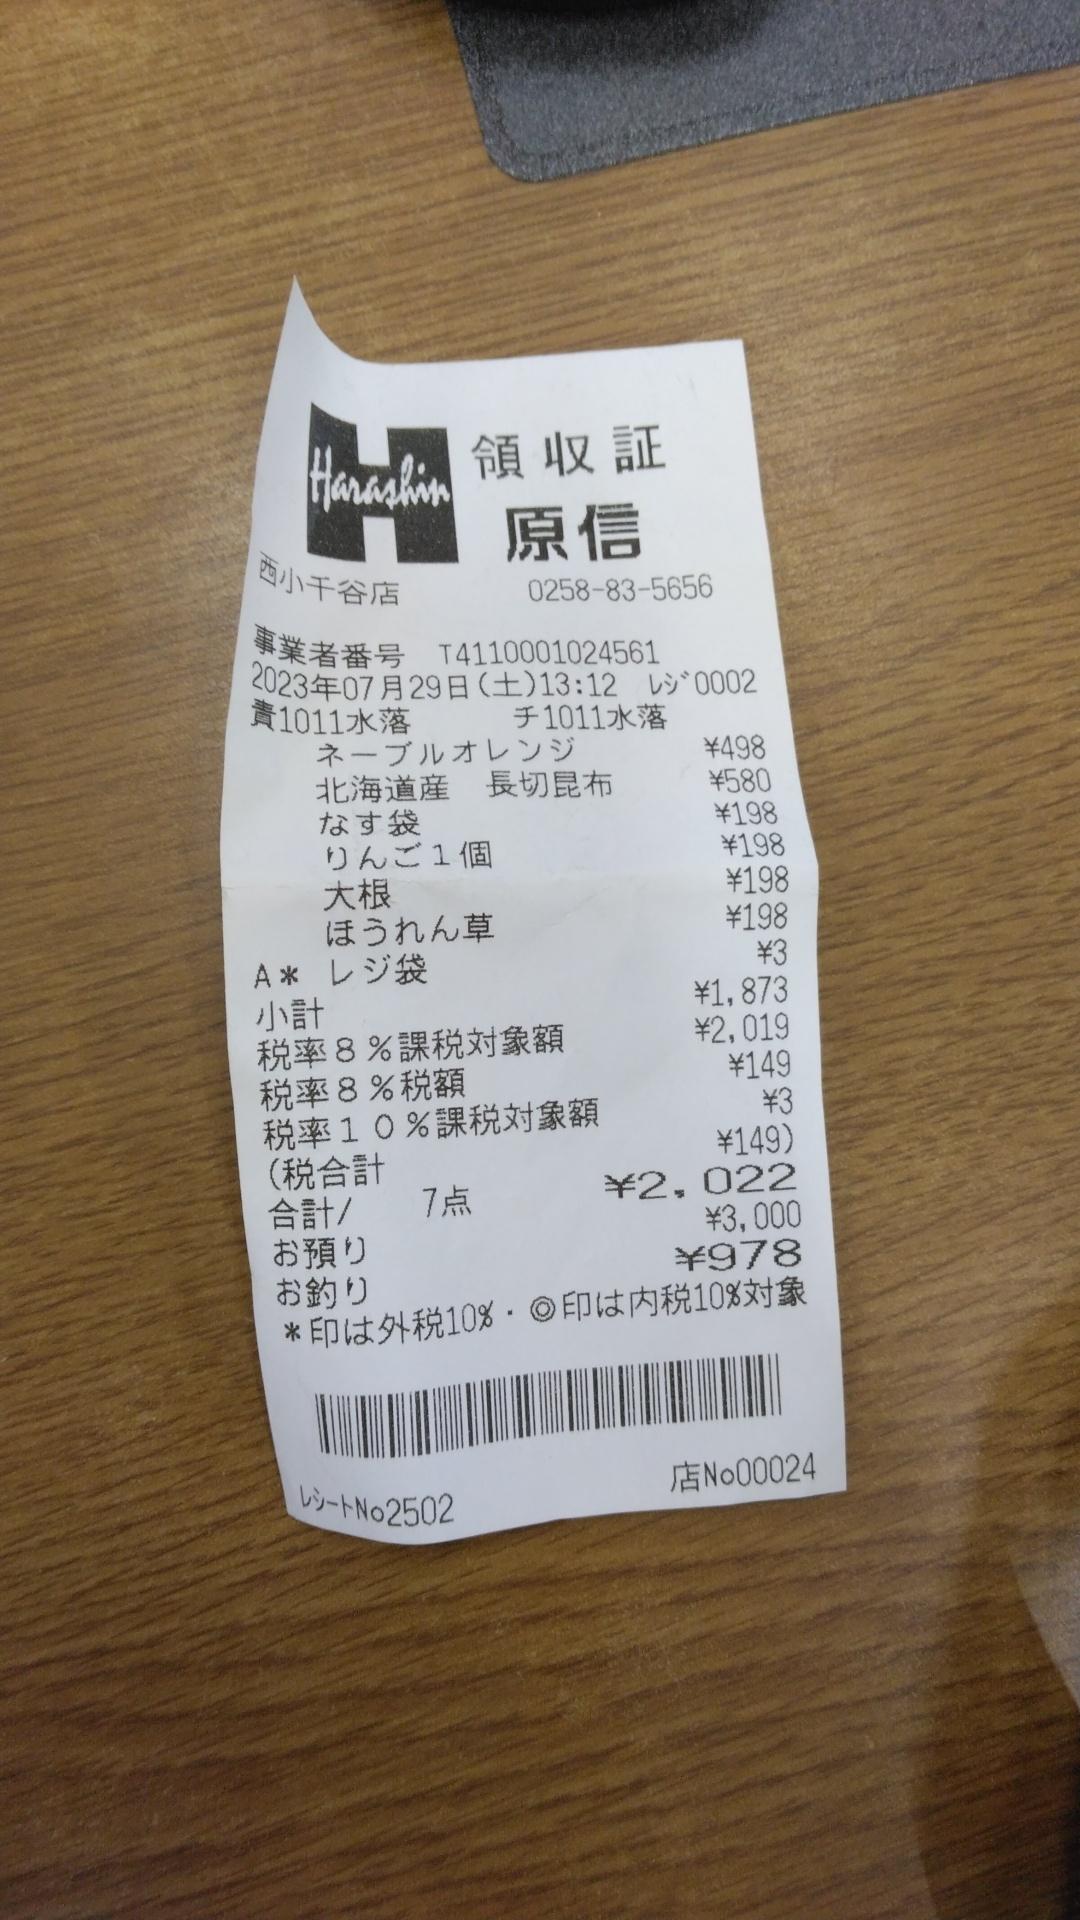 Harashin 領収証
原信
西小千谷店 0258-83-5656
事業者番号 T4110001024561
2023年07月29日(土)13:12 ﾚｼﾞ0002
責1011水落 チ1011水落
ネーブルオレンジ ¥498
北海道産 長切昆布 ¥580
なす袋 ¥198
りんご1個 ¥198
大根 ¥198
ほうれん草 ¥198
A* レジ袋 ¥3
小計 ¥1,873
税率8%課税対象額 ¥2,019
税率8%税額 ¥149
税率10%課税対象額 ¥3
(税合計 ¥149)
合計/ 7点 ¥2,022
お預り ¥3,000
お釣り ¥978
*印は外税10%・◎印は内税10%対象
ﾚｼｰﾄNo2502 店No00024